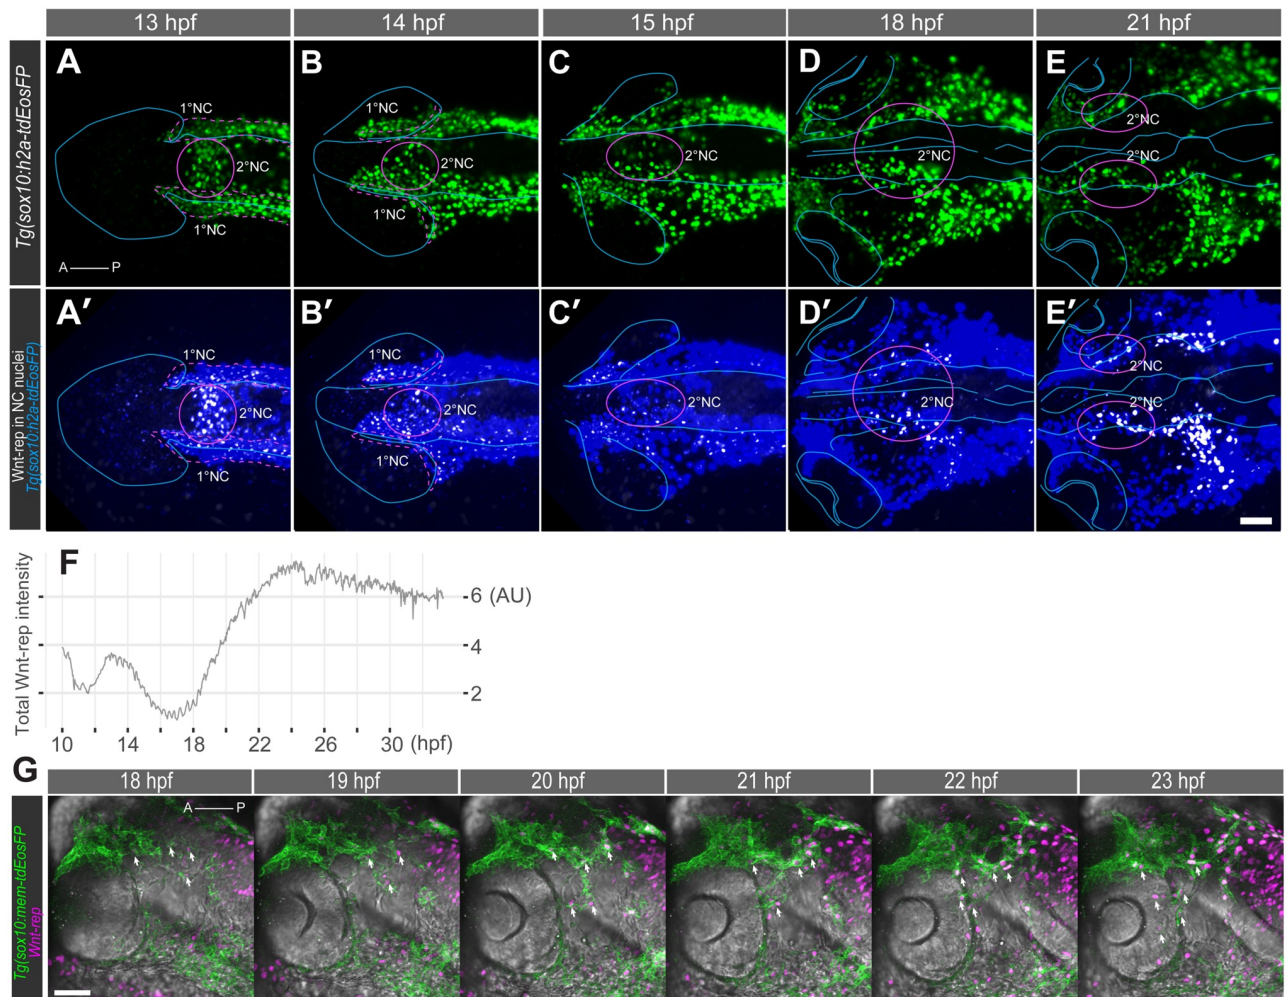 13 hpf
14 hpf
15 hpf
18 hpf
21 hpf
Tg(sox10:h2a-tdEosFP
A
1°NC
2°NC
1°NC
A P
B
1°NC
2°NC
1°NC
C
2°NC
D
2°NC
E
2°NC
2°NC
Wnt-rep in NC nuclei
Tg(sox10:h2a-tdEosFP)
A′
1°NC
2°NC
1°NC
B′
1°NC
2°NC
1°NC
C′
2°NC
D′
2°NC
E′
2°NC
2°NC
F
Total Wnt-rep intensity
6 (AU)
4
2
10 14 18 22 26 30 (hpf)
G
18 hpf
19 hpf
20 hpf
21 hpf
22 hpf
23 hpf
Tg(sox10:mem-tdEosFP
Wnt-rep
A P